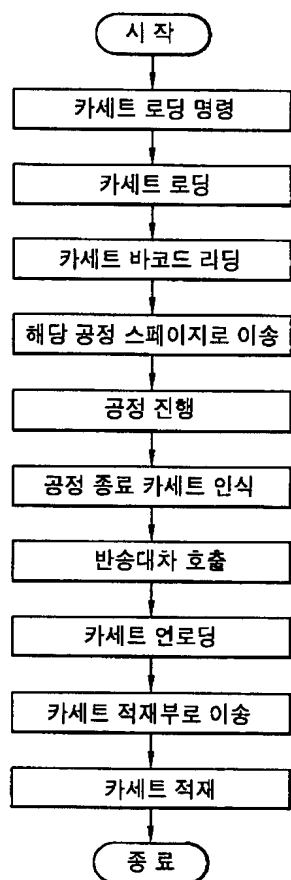 시 작
카세트 로딩 명령
카세트 로딩
카세트 바코드 리딩
해당 공정 스페이지로 이송
공정 진행
공정 종료 카세트 인식
반송대차 호출
카세트 언로딩
카세트 적재부로 이송
카세트 적재
종 료